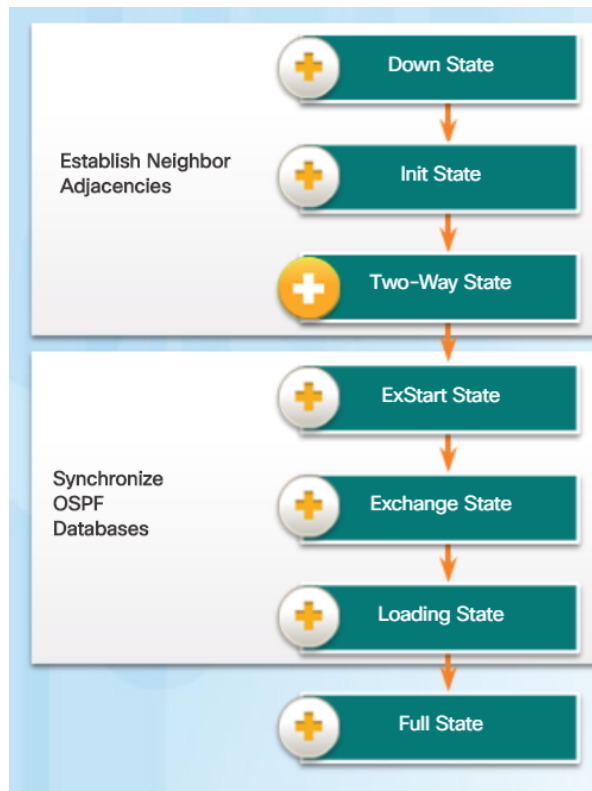 Down State
Establish Neighbor
Adjacencies
Init State
Two-Way State
ExStart State
Synchronize
OSPF
Databases
Exchange State
Loading State
Full State